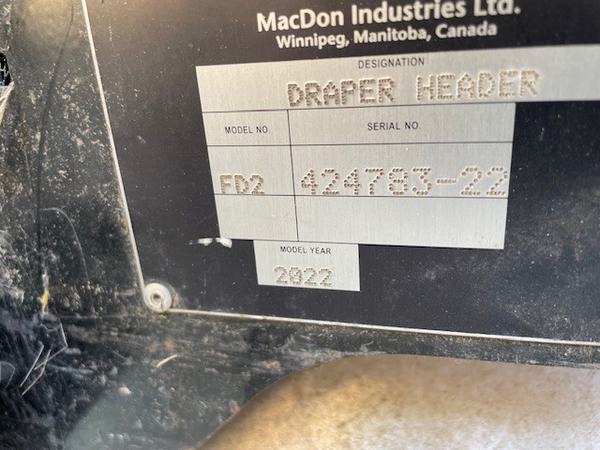 MacDon Industries Ltd.
Winnipeg, Manitoba, Canada
DESIGNATION
DRAPER HEADER
MODEL NO. SERIAL NO.
FD2 424783-22
MODEL YEAR
2022